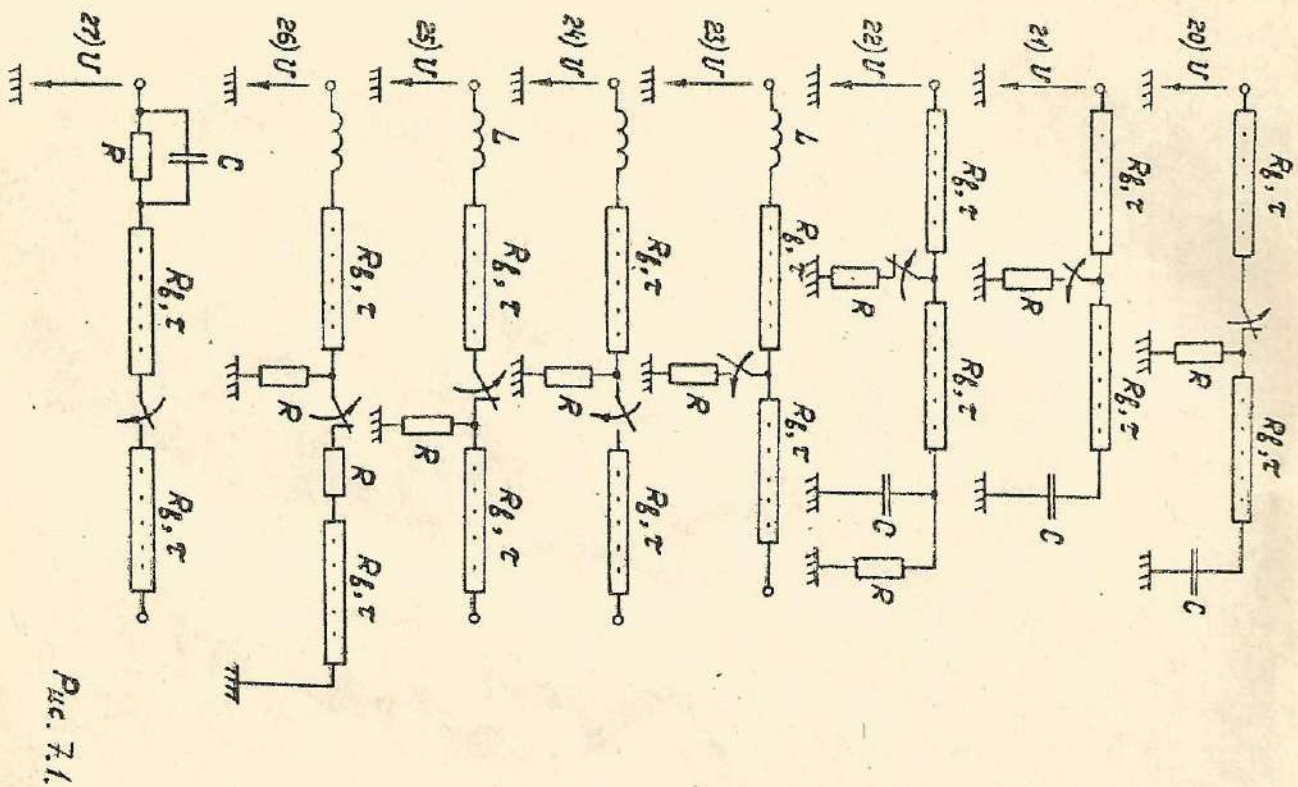 20) U
Rв, τ
R
Rв, τ
C
21) U
Rв, τ
R
Rв, τ
C
22) U
Rв, τ
R
Rв, τ
C
R
23) U
L
Rв, τ
R
Rв, τ
24) U
Rв, τ
R
Rв, τ
25) U
L
Rв, τ
R
Rв, τ
26) U
Rв, τ
R
R
Rв, τ
27) U
C
R
Rв, τ
Rв, τ
Рис. 7.1.